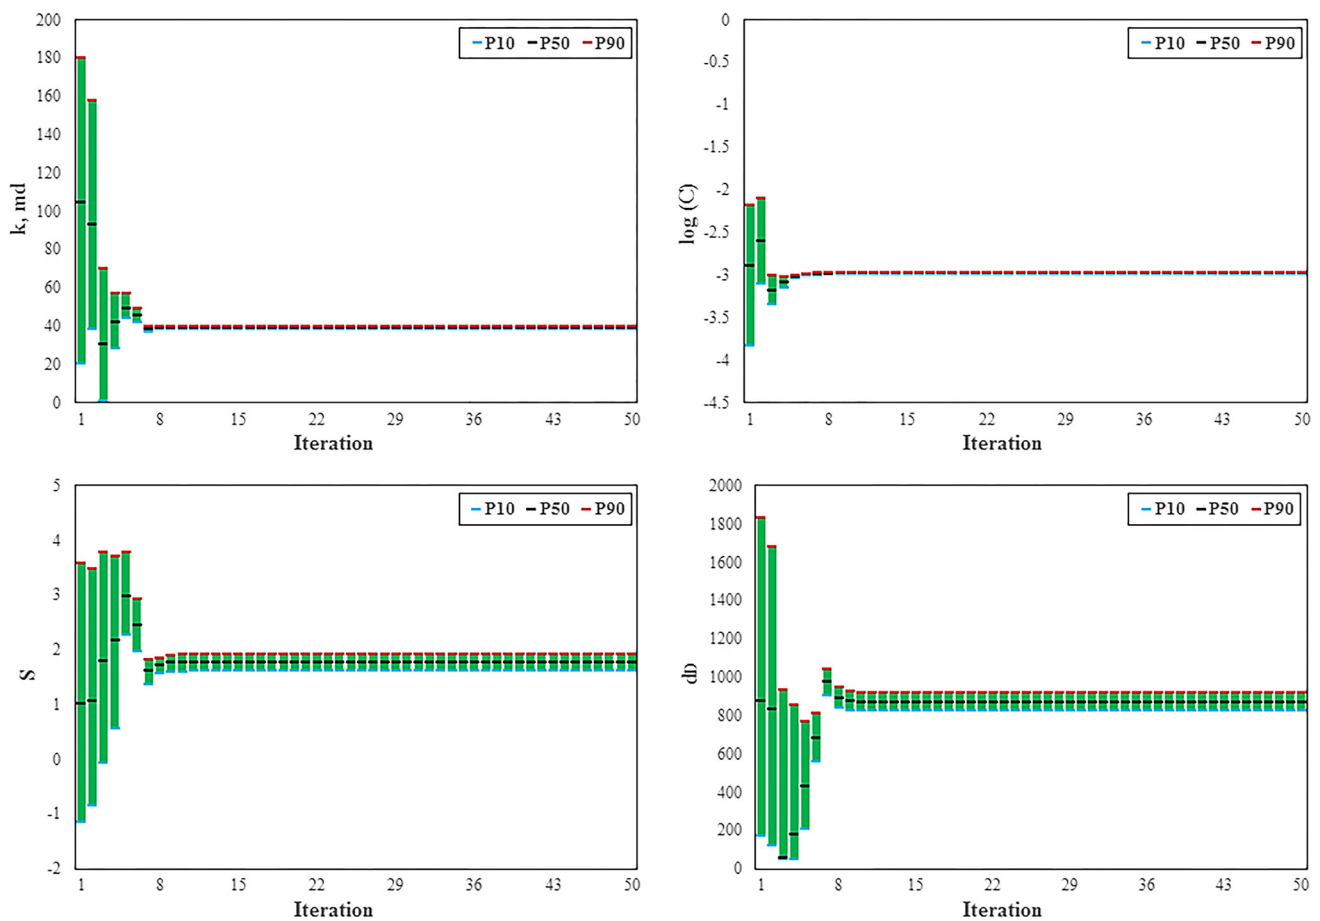 200
180
160
140
120
100
80
60
40
20
0
k, md
P10 P50 P90
1 8 15 22 29 36 43 50
Iteration
0
-0.5
-1
-1.5
-2
-2.5
-3
-3.5
-4
-4.5
log (C)
P10 P50 P90
1 8 15 22 29 36 43 50
Iteration
5
4
3
2
1
0
-1
-2
S
P10 P50 P90
1 8 15 22 29 36 43 50
Iteration
2000
1800
1600
1400
1200
1000
800
600
400
200
0
dD
P10 P50 P90
1 8 15 22 29 36 43 50
Iteration